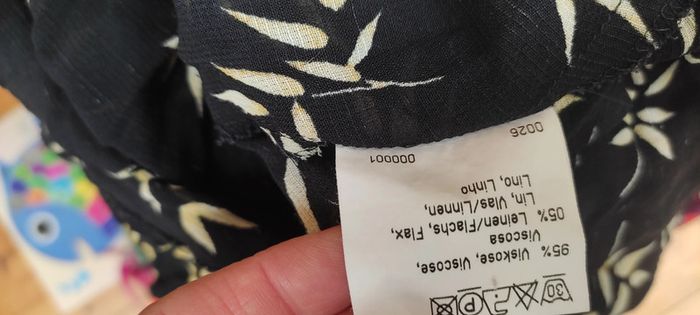 30 P
95% Viskose, Viscose,
Viscosa
05% Leinen/Flachs, Flax,
Lin, Vlas/Linnen,
Lino, Linho
000001
0026